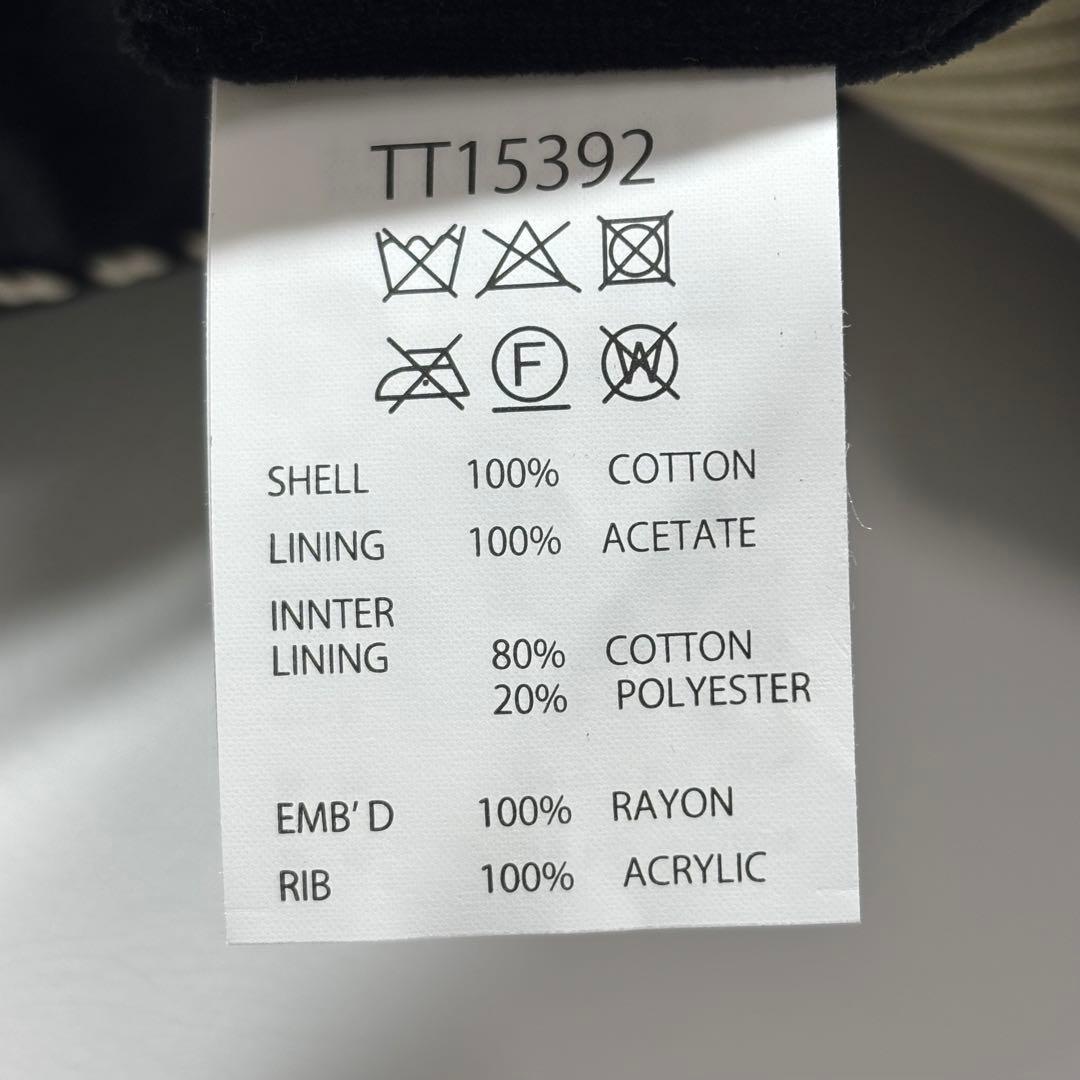 TT15392
F W
SHELL 100% COTTON
LINING 100% ACETATE
INNTER
LINING 80% COTTON
20% POLYESTER
EMB' D 100% RAYON
RIB 100% ACRYLIC